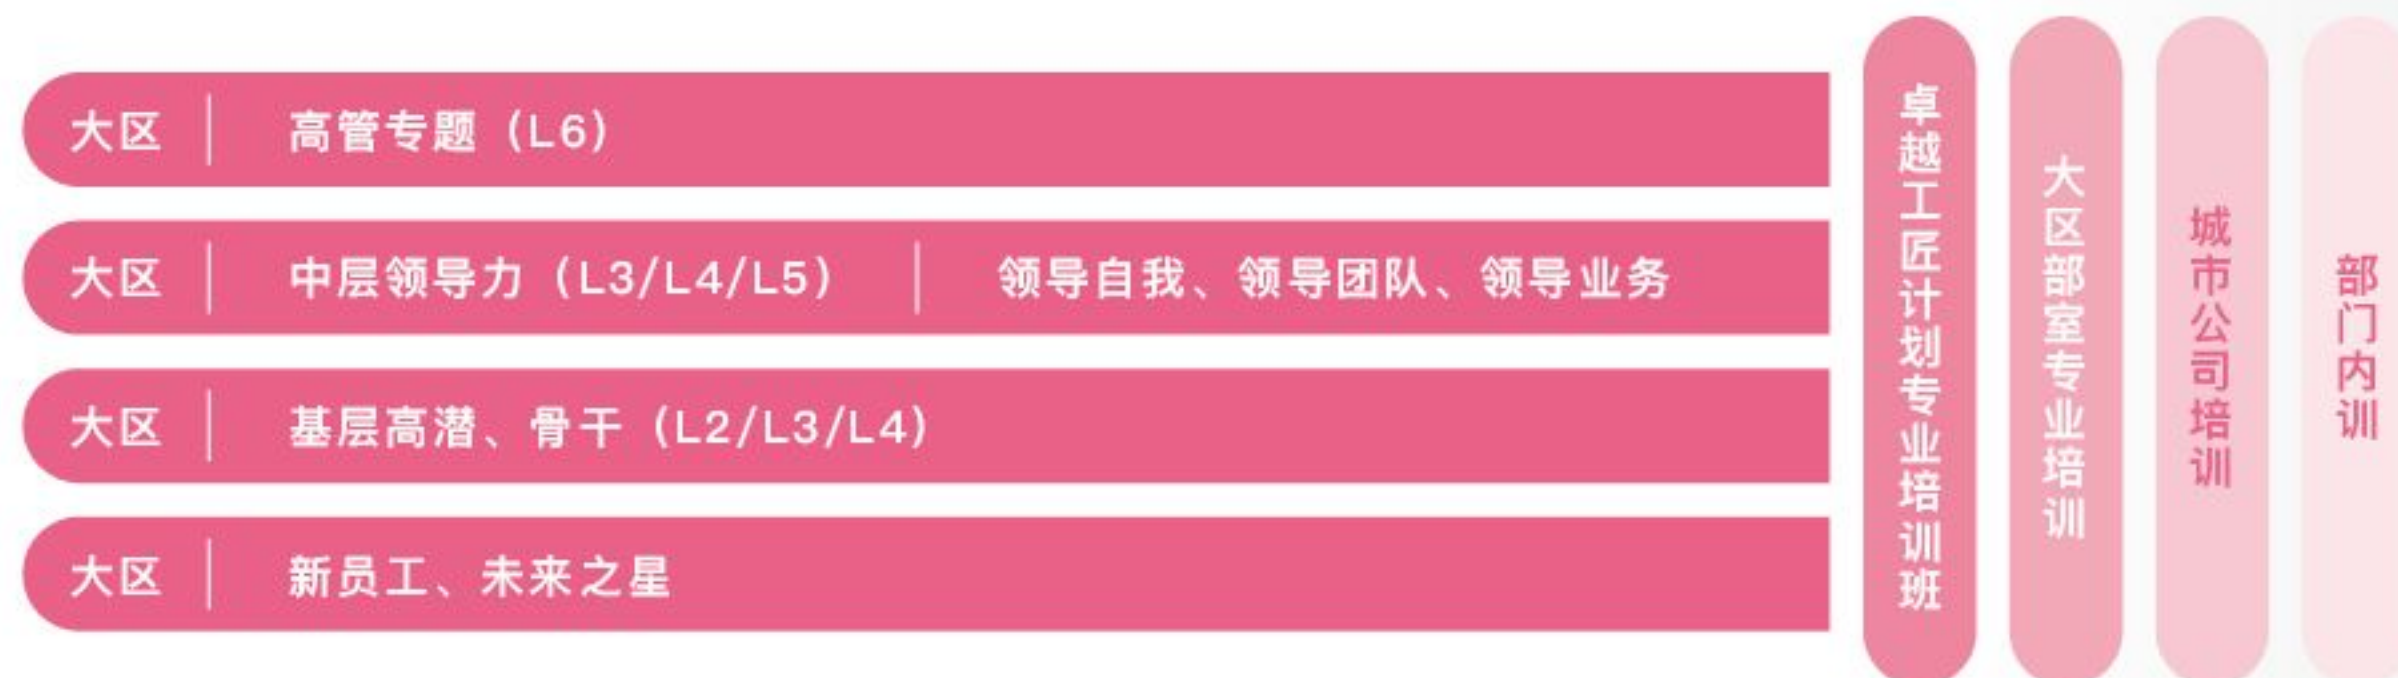 大区 高管专题（L6）
大区 中层领导力（L3/L4/L5） 领导自我、领导团队、领导业务
大区 基层高潜、骨干（L2/L3/L4）
大区 新员工、未来之星
卓越工匠计划专业培训班
大区部室专业培训
城市公司培训
部门内训